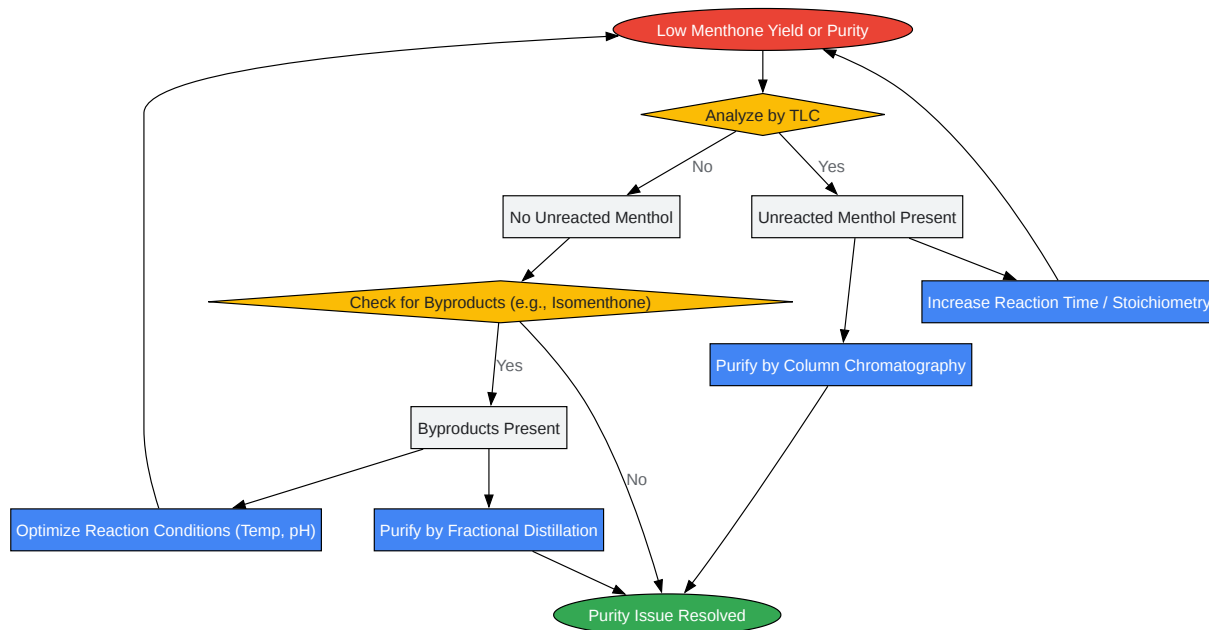 Low Menthone Yield or Purity
Analyze by TLC
No
Yes
No Unreacted Menthol
Unreacted Menthol Present
Check for Byproducts (e.g., Isomenthone)
Increase Reaction Time / Stoichiometry
Purify by Column Chromatography
Yes
Byproducts Present
No
Optimize Reaction Conditions (Temp, pH)
Purify by Fractional Distillation
Purity Issue Resolved